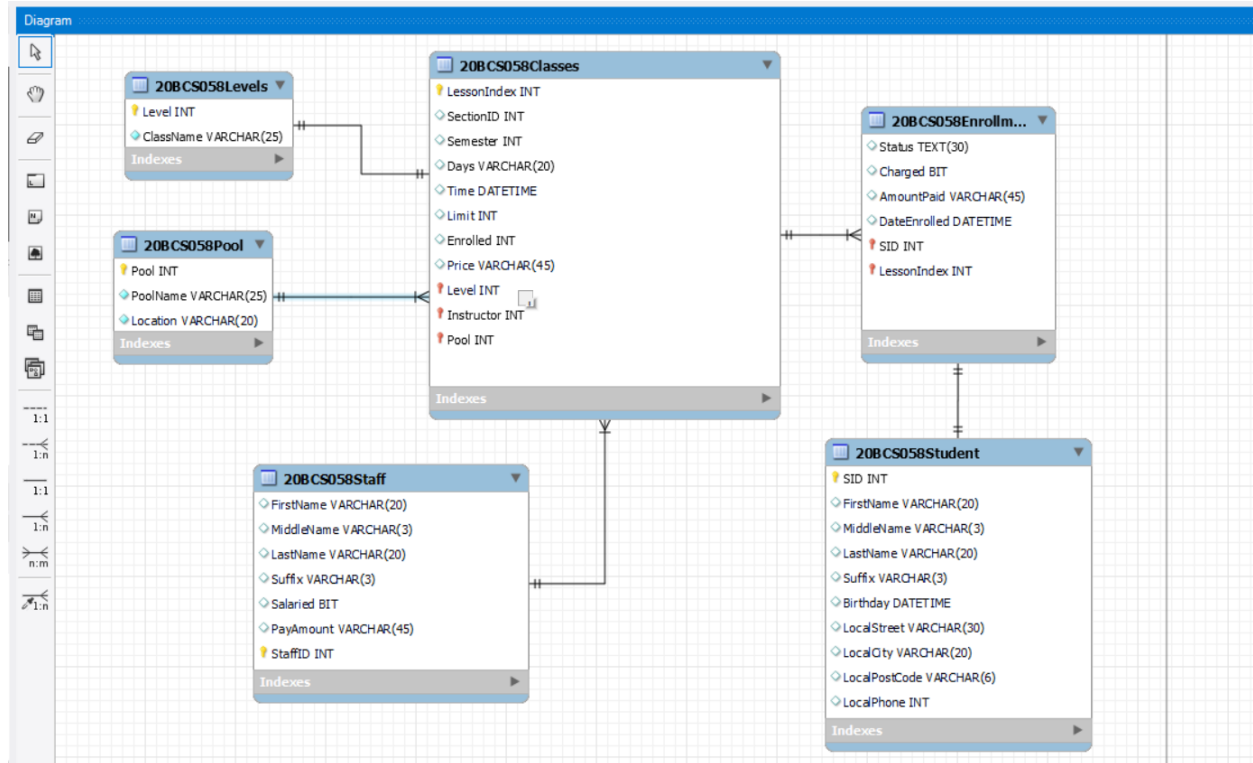 Diagram
20BCS058Levels
Level INT
ClassName VARCHAR(25)
Indexes
20BCS058Pool
Pool INT
PoolName VARCHAR(25)
Location VARCHAR(20)
Indexes
20BCS058Classes
LessonIndex INT
SectionID INT
Semester INT
Days VARCHAR(20)
Time DATETIME
Limit INT
Enrolled INT
Price VARCHAR(45)
Level INT
Instructor INT
Pool INT
Indexes
20BCS058Enrollm...
Status TEXT(30)
Charged BIT
AmountPaid VARCHAR(45)
DateEnrolled DATETIME
SID INT
LessonIndex INT
Indexes
20BCS058Staff
FirstName VARCHAR(20)
MiddleName VARCHAR(3)
LastName VARCHAR(20)
Suffix VARCHAR(3)
Salaried BIT
PayAmount VARCHAR(45)
StaffID INT
Indexes
20BCS058Student
SID INT
FirstName VARCHAR(20)
MiddleName VARCHAR(3)
LastName VARCHAR(20)
Suffix VARCHAR(3)
Birthday DATETIME
LocalStreet VARCHAR(30)
LocalCity VARCHAR(20)
LocalPostCode VARCHAR(6)
LocalPhone INT
Indexes
1:1
1:n
1:1
1:n
n:m
1:n